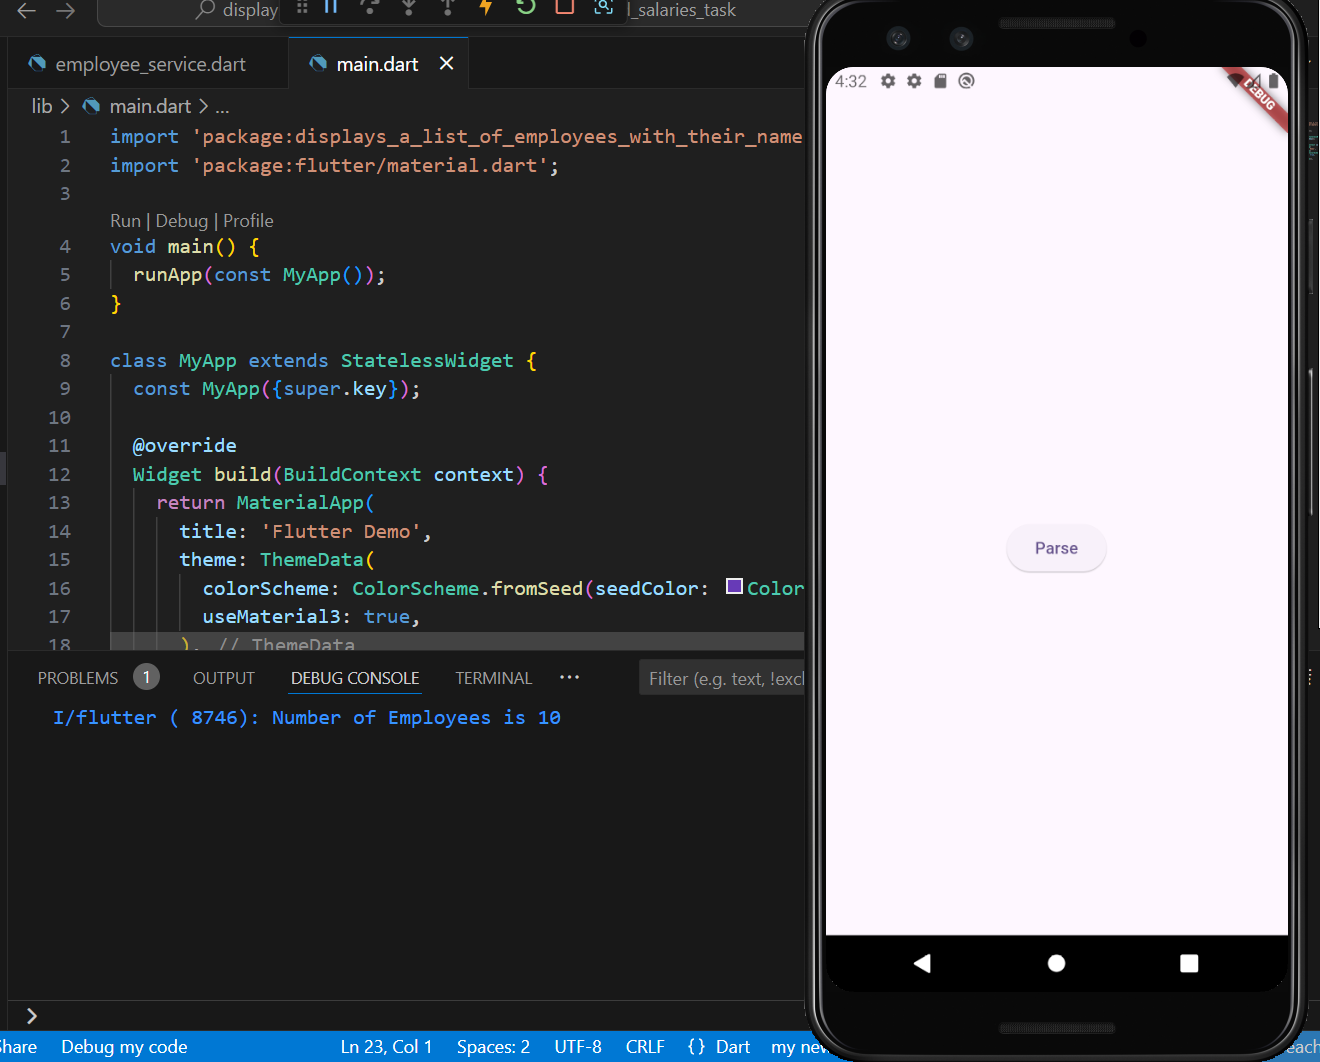 display
l_salaries_task
employee_service.dart
main.dart
lib > main.dart > ...
1 import 'package:displays_a_list_of_employees_with_their_name
2 import 'package:flutter/material.dart';
3
Run | Debug | Profile
4 void main() {
5 runApp(const MyApp());
6 }
7
8 class MyApp extends StatelessWidget {
9 const MyApp({super.key});
10
11 @override
12 Widget build(BuildContext context) {
13 return MaterialApp(
14 title: 'Flutter Demo',
15 theme: ThemeData(
16 colorScheme: ColorScheme.fromSeed(seedColor: Color
17 useMaterial3: true,
18 ), // ThemeData
PROBLEMS 1 OUTPUT DEBUG CONSOLE TERMINAL ... Filter (e.g. text, !excl
I/flutter ( 8746): Number of Employees is 10
Share Debug my code Ln 23, Col 1 Spaces: 2 UTF-8 CRLF {} Dart my new
4:32
DEBUG
Parse